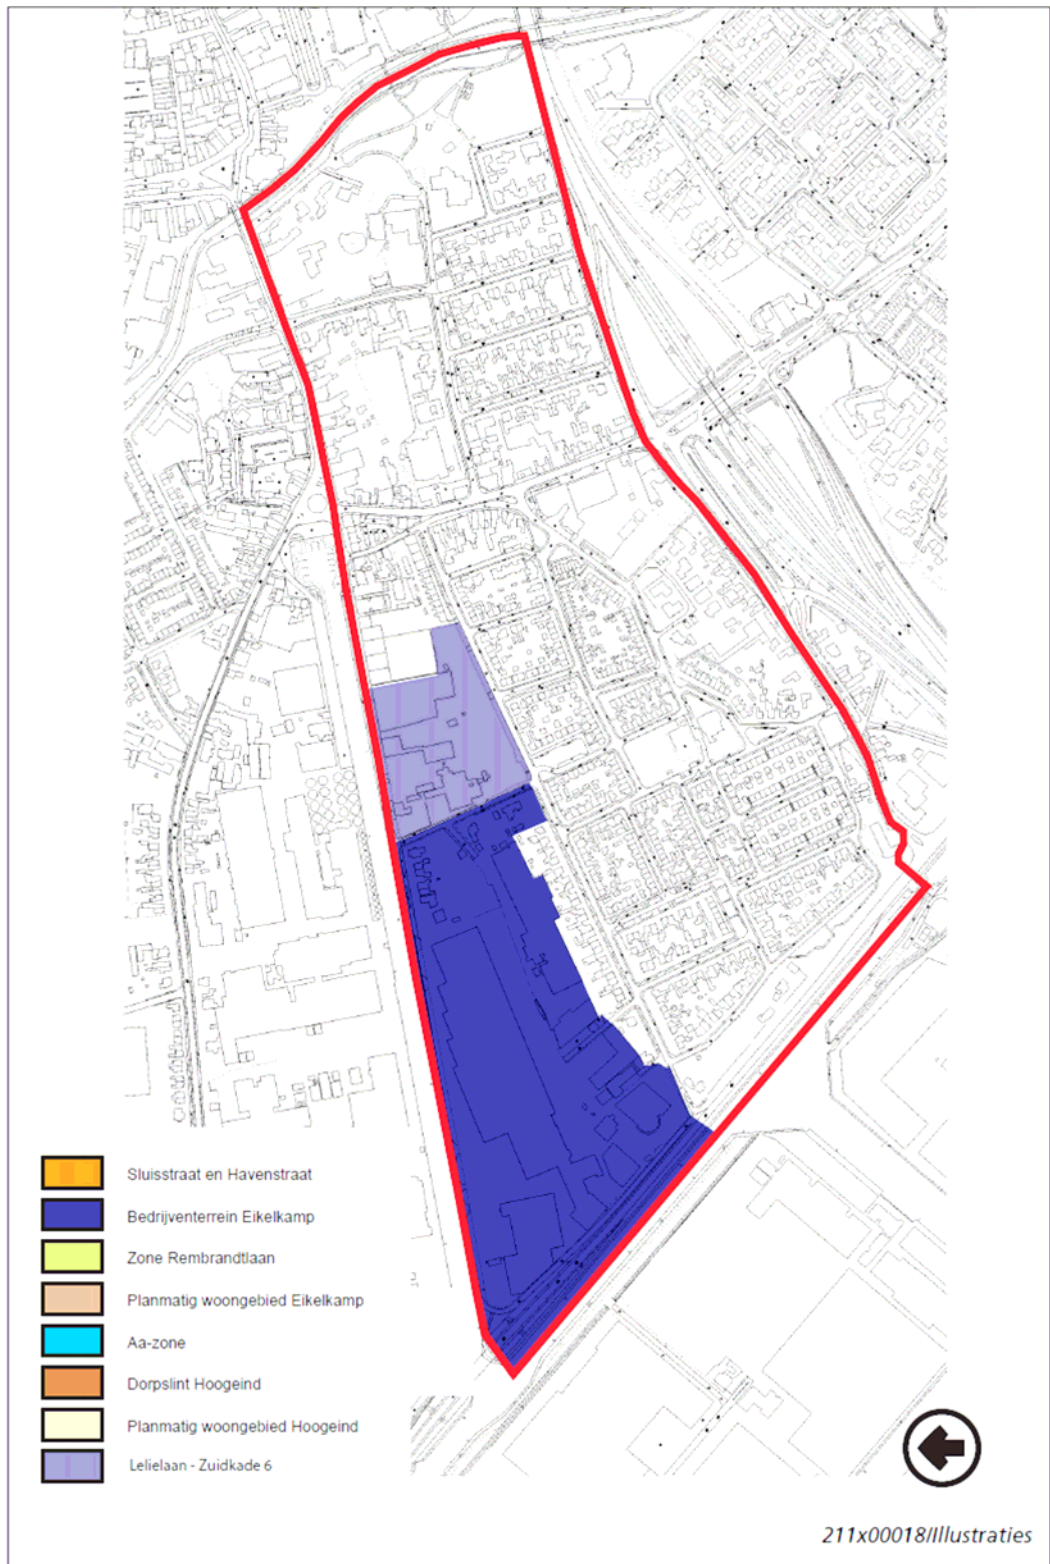 Sluisstraat en Havenstraat
Bedrijventerrein Eikelkamp
Zone Rembrandtlaan
Planmatig woongebied Eikelkamp
Aa-zone
Dorpslint Hoogeind
Planmatig woongebied Hoogeind
Lelielaan - Zuidkade 6
211x00018/Illustraties